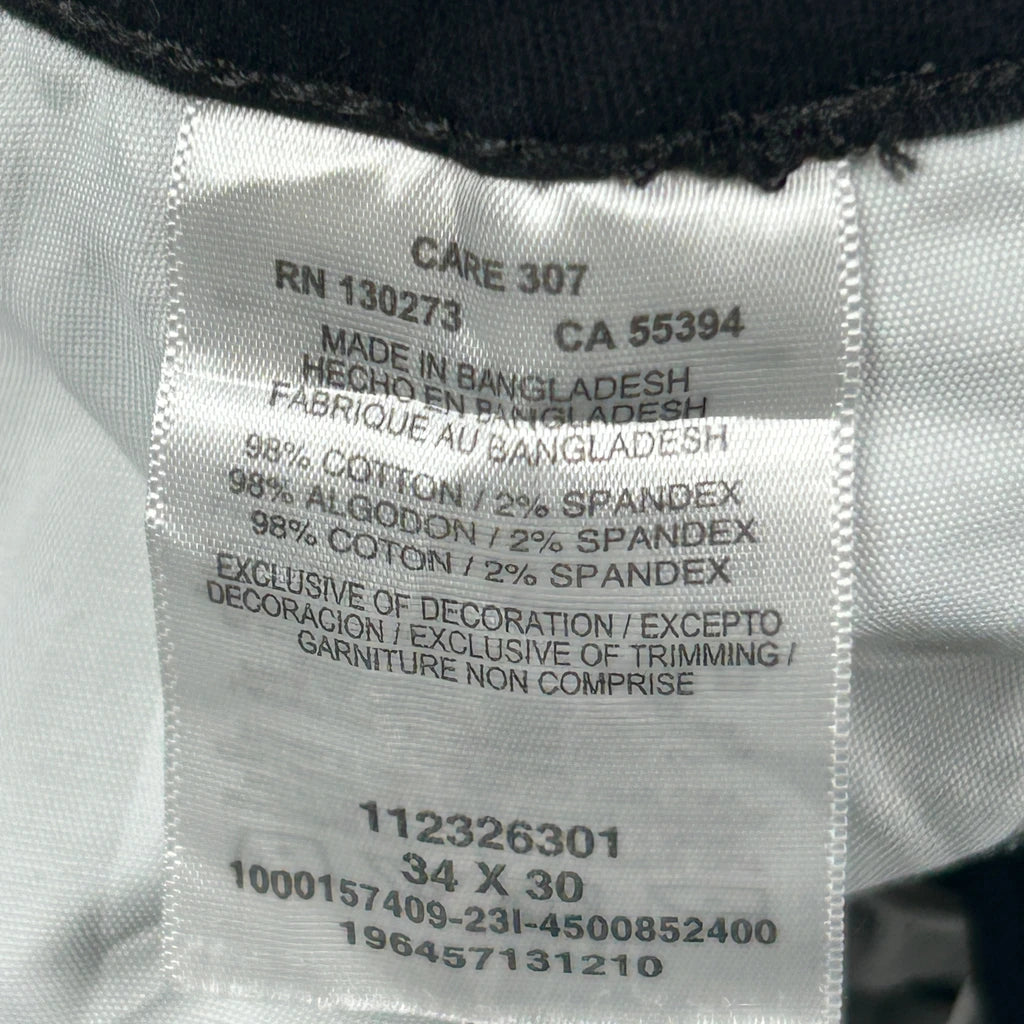 CARE 307
RN 130273 CA 55394
MADE IN BANGLADESH
HECHO EN BANGLADESH
FABRIQUE AU BANGLADESH
98% COTTON / 2% SPANDEX
98% ALGODON / 2% SPANDEX
98% COTON / 2% SPANDEX
EXCLUSIVE OF DECORATION / EXCEPTO
DECORACION / EXCLUSIVE OF TRIMMING /
GARNITURE NON COMPRISE
112326301
34 X 30
1000157409-23I-4500852400
196457131210